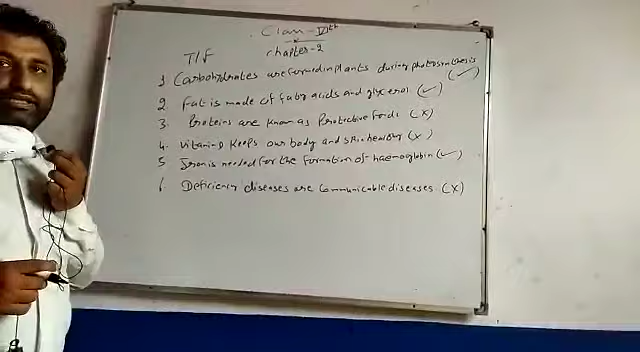 Class - VIth
Chapter-2
T/F
1 Carbohydrates are formed in plants during photosynthesis (✓)
2. Fat is made of fatty acids and glycerol (✓)
3. Proteins are known as Protective foods (X)
4. Vitamin D keeps our body and skin healthy (X)
5. Iron is needed for the formation of haemoglobin (✓)
6 Deficiency diseases are Communicable diseases (X)